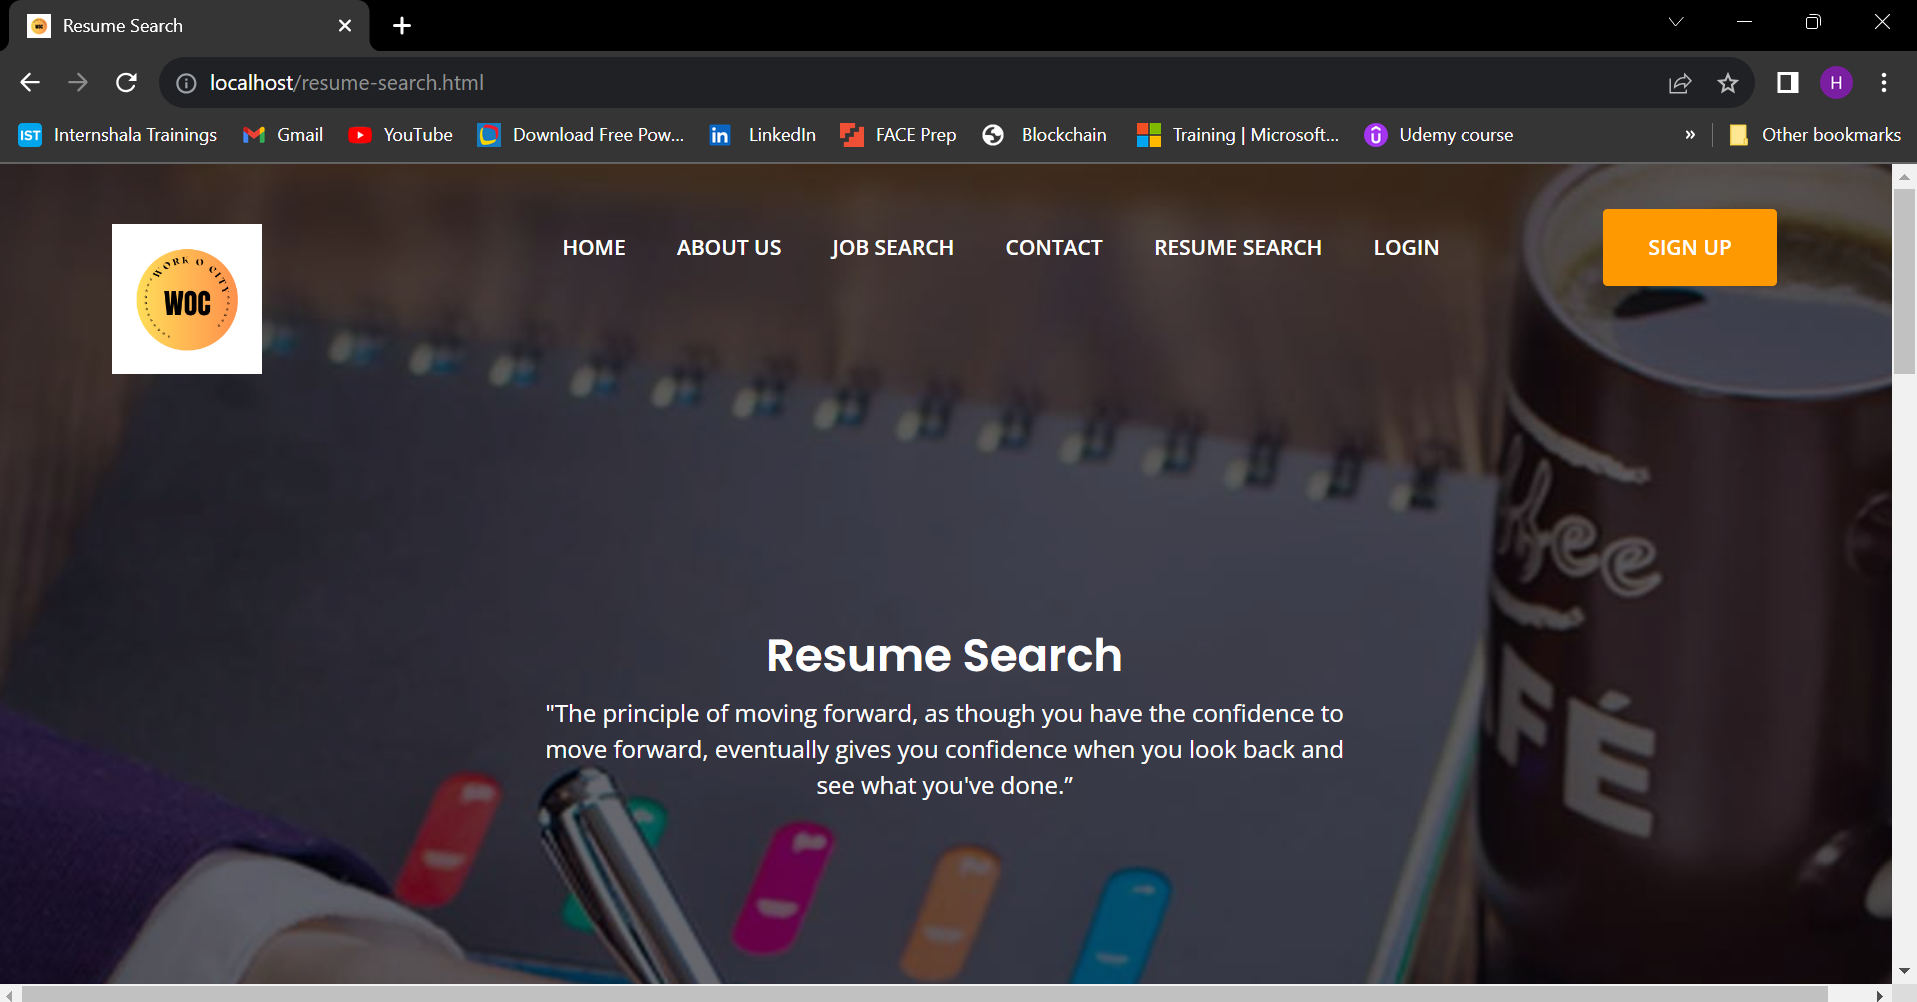 Resume Search
localhost/resume-search.html
H
IST Internshala Trainings Gmail YouTube Download Free Pow... in LinkedIn FACE Prep Blockchain Training | Microsoft... Udemy course » Other bookmarks
WORK O CITY
WOC
HOME ABOUT US JOB SEARCH CONTACT RESUME SEARCH LOGIN SIGN UP
Resume Search
"The principle of moving forward, as though you have the confidence to
move forward, eventually gives you confidence when you look back and
see what you've done.”